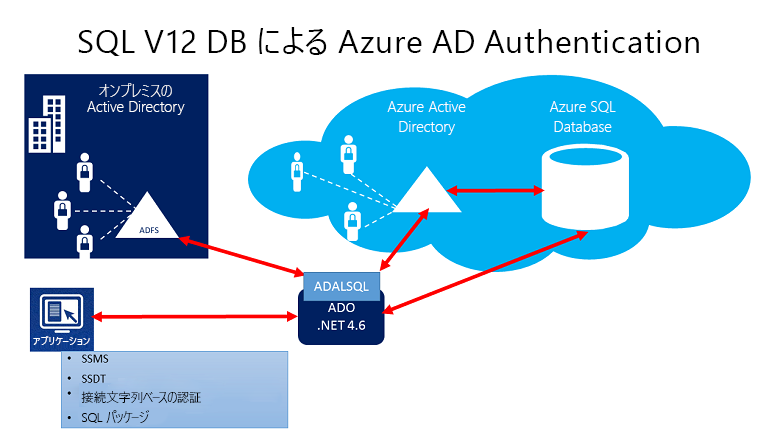 SQL V12 DB による Azure AD Authentication
オンプレミスの
Active Directory
ADFS
Azure Active
Directory
Azure SQL
Database
ADALSQL
ADO
.NET 4.6
アプリケーション
• SSMS
• SSDT
• 接続文字列ベースの認証
• SQL パッケージ